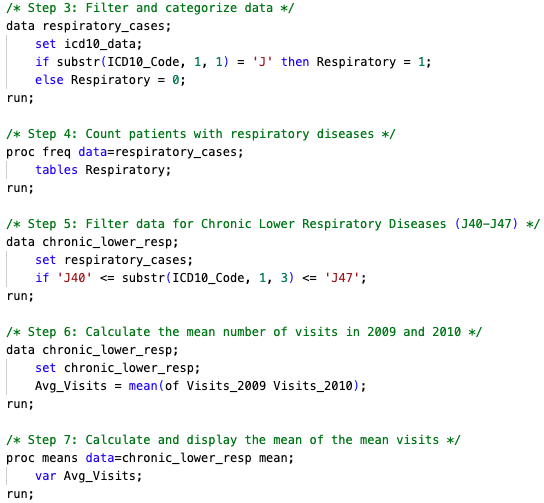 /* Step 3: Filter and categorize data */
data respiratory_cases;
    set icd10_data;
    if substr(ICD10_Code, 1, 1) = 'J' then Respiratory = 1;
    else Respiratory = 0;
run;

/* Step 4: Count patients with respiratory diseases */
proc freq data=respiratory_cases;
    tables Respiratory;
run;

/* Step 5: Filter data for Chronic Lower Respiratory Diseases (J40-J47) */
data chronic_lower_resp;
    set respiratory_cases;
    if 'J40' <= substr(ICD10_Code, 1, 3) <= 'J47';
run;

/* Step 6: Calculate the mean number of visits in 2009 and 2010 */
data chronic_lower_resp;
    set chronic_lower_resp;
    Avg_Visits = mean(of Visits_2009 Visits_2010);
run;

/* Step 7: Calculate and display the mean of the mean visits */
proc means data=chronic_lower_resp mean;
    var Avg_Visits;
run;